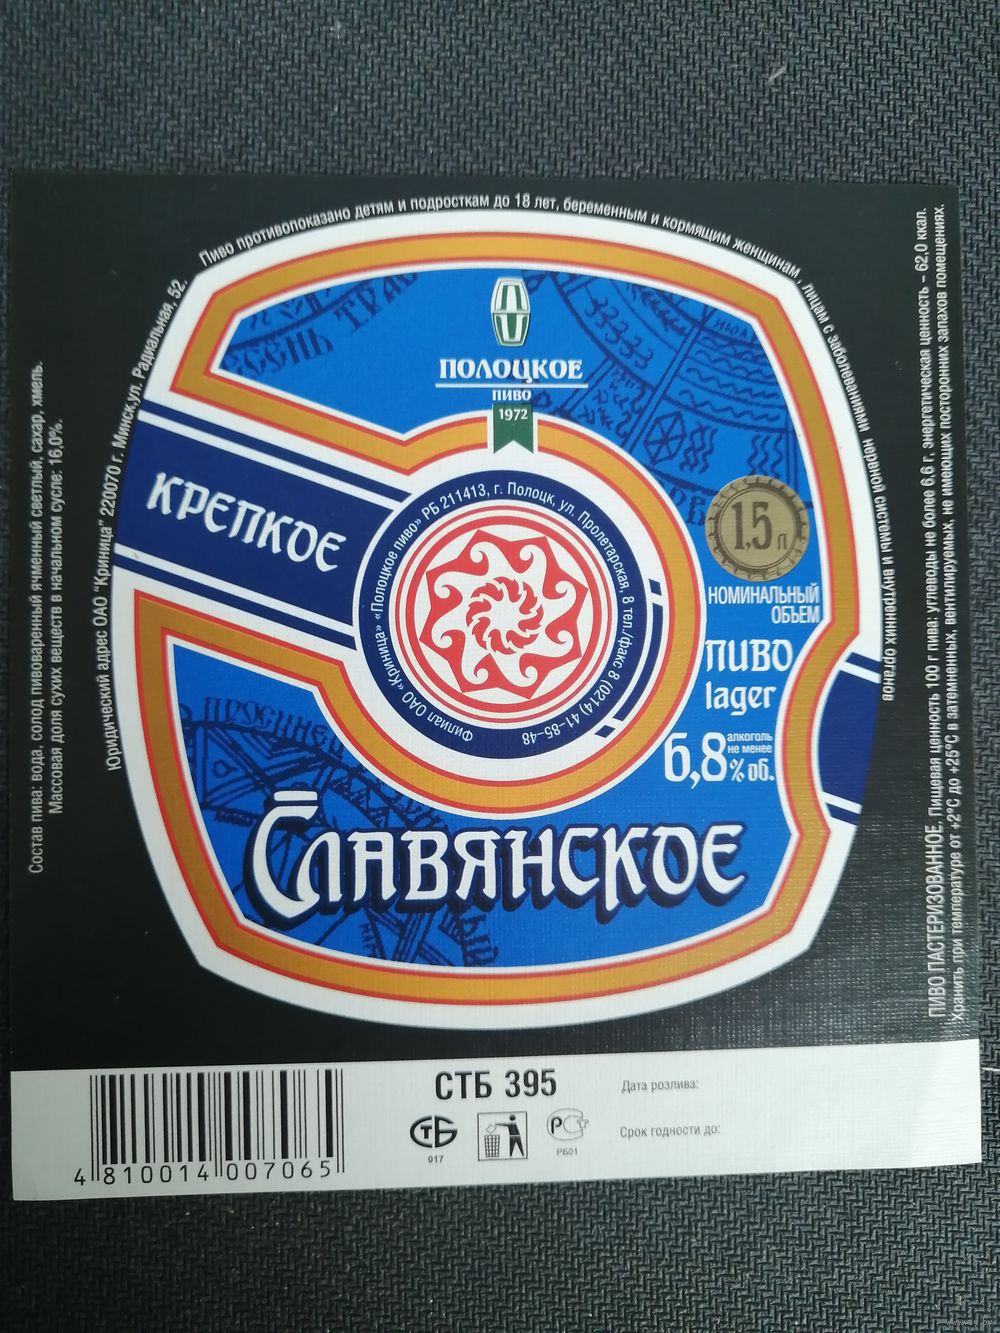 Пиво противопоказано детям и подросткам до 18 лет, беременным и кормящим женщинам, лицам с заболеваниями нервной системы и внутренних органов
Юридический адрес ОАО "Криница" 220070 г. Минск,ул. Радиальная, 52.
Состав пива: вода, солод пивоваренный ячменный светлый, сахар, хмель.
Массовая доля сухих веществ в начальном сусле: 16,0%.
ПОЛОЦКОЕ
ПИВО
1972
КРЕПКОЕ
Филиал ОАО «Криница» «Полоцкое пиво» РБ 211413, г. Полоцк, ул. Пролетарская, 8 тел./факс 8 (0214) 41-85-48
1,5 л
НОМИНАЛЬНЫЙ
ОБЪЕМ
ПИВО
lager
6,8 алкоголь
не менее
% об.
СЛАВЯНСКОЕ
ПИВО ПАСТЕРИЗОВАННОЕ. Пищевая ценность 100 г пива: углеводы не более 6,6 г, энергетическая ценность - 62,0 ккал.
Хранить при температуре от +2°С до +25°С в затемненных, вентилируемых, не имеющих посторонних запахов помещениях.
СТБ 395
Дата розлива:
Срок годности до:
СТБ
017
РСТ
РБ01
4 810014 007065